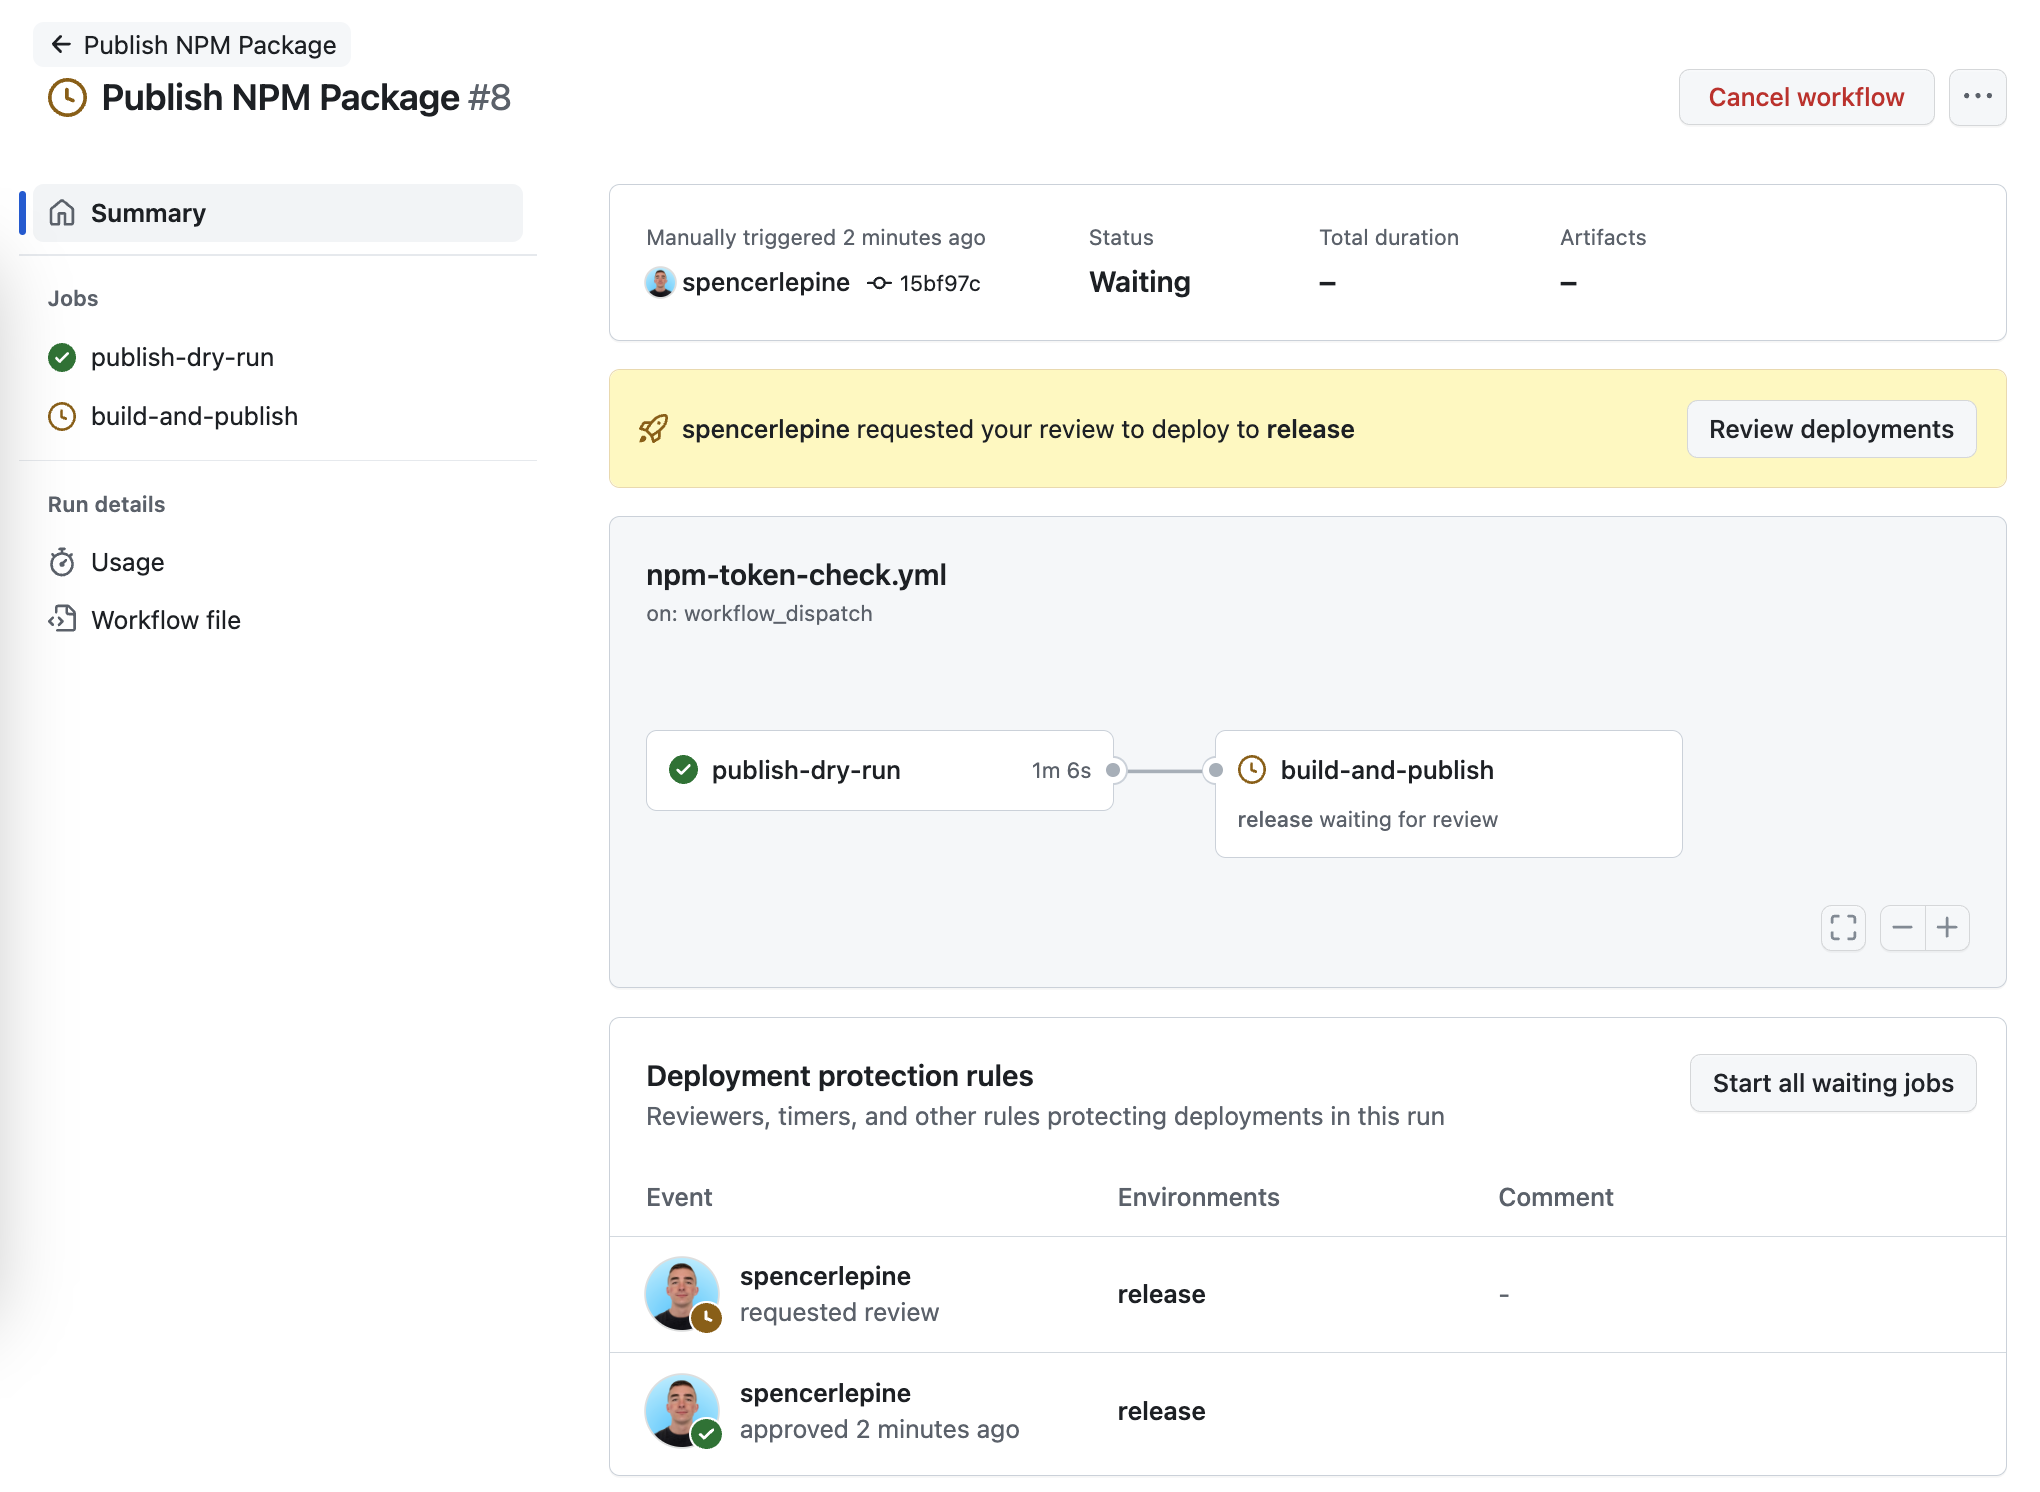 Publish NPM Package
Publish NPM Package #8
Cancel workflow
Summary
Jobs
publish-dry-run
build-and-publish
Run details
Usage
Workflow file
Manually triggered 2 minutes ago
spencerlepine 15bf97c
Status
Waiting
Total duration
–
Artifacts
–
spencerlepine requested your review to deploy to release
Review deployments
npm-token-check.yml
on: workflow_dispatch
publish-dry-run 1m 6s
build-and-publish
release waiting for review
Deployment protection rules
Reviewers, timers, and other rules protecting deployments in this run
Start all waiting jobs
Event Environments Comment
spencerlepine
requested review
release
-
spencerlepine
approved 2 minutes ago
release